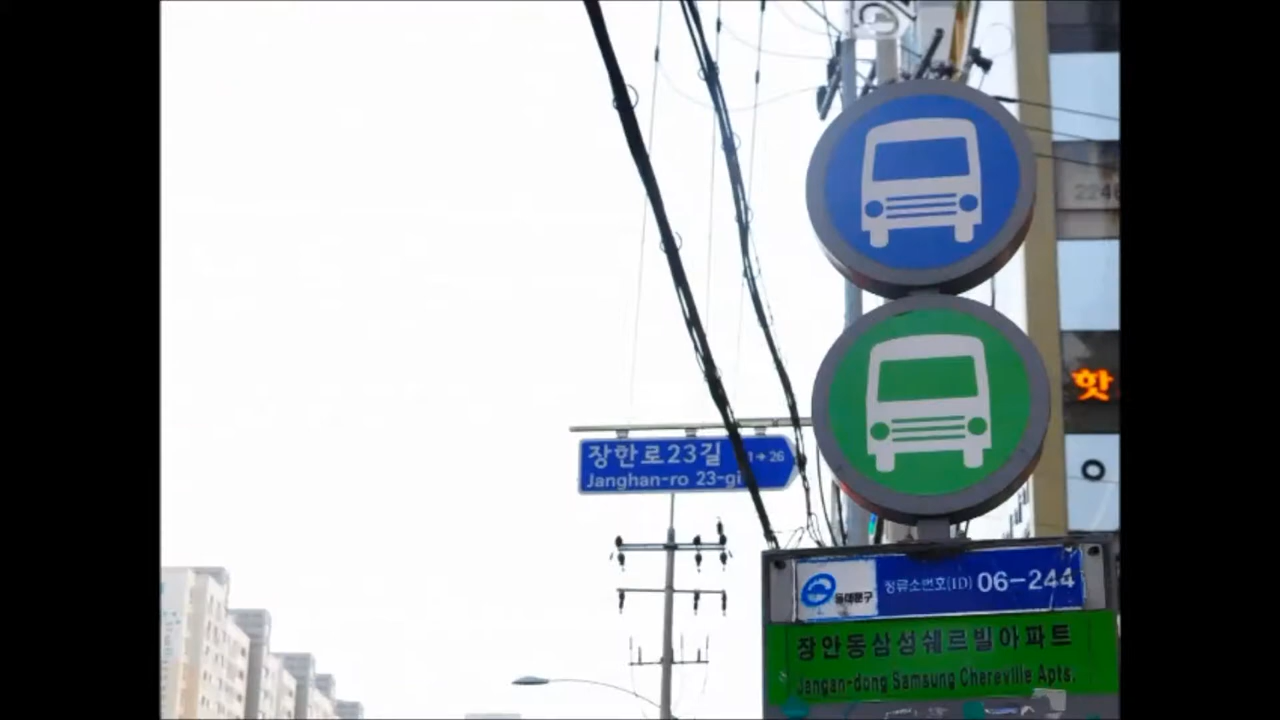 핫
장한로23길 1→26
Janghan-ro 23-gil
동대문구 정류소번호(ID) 06-244
장안동삼성쉐르빌아파트
Jangan-dong Samsung Chereville Apts.